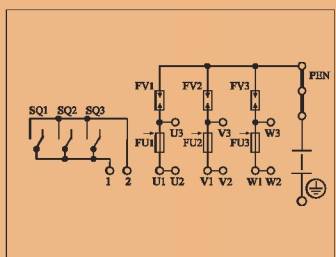 FV1 FV2 FV3 PEN
SQ1 SQ2 SQ3
U3 V3 W3
FU1 FU2 FU3
1 2 U1 U2 V1 V2 W1 W2